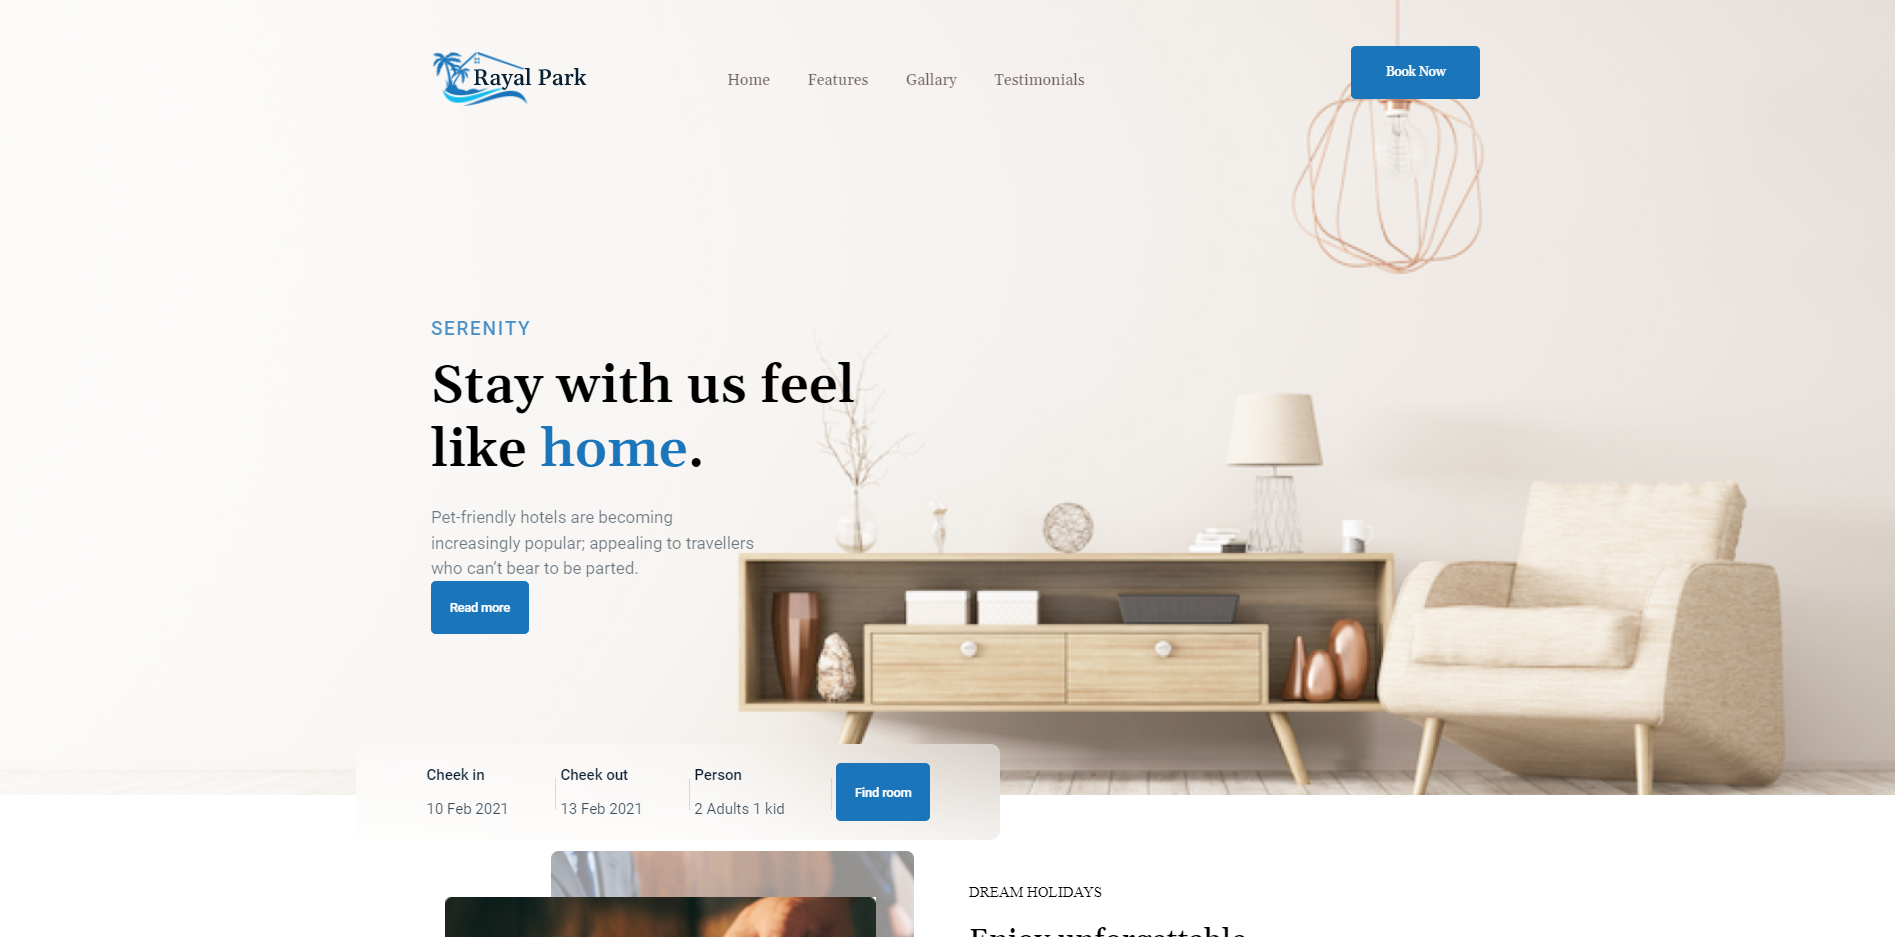 Rayal Park
Home
Features
Gallary
Testimonials
Book Now
SERENITY
Stay with us feel
like home.
Pet-friendly hotels are becoming
increasingly popular; appealing to travellers
who can’t bear to be parted.
Read more
Cheek in
10 Feb 2021
Cheek out
13 Feb 2021
Person
2 Adults 1 kid
Find room
DREAM HOLIDAYS
Enjoy unforgettable